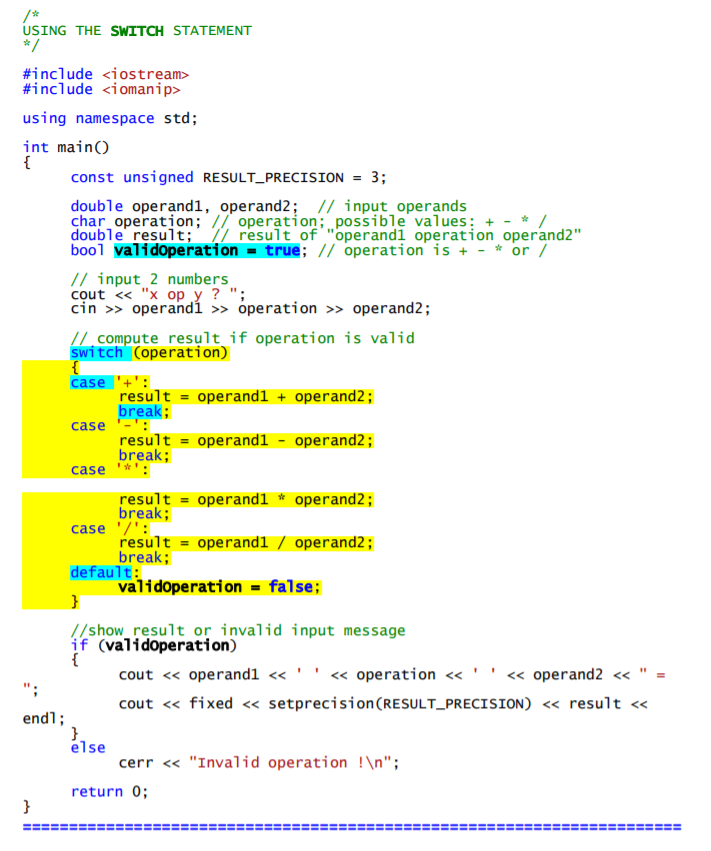 /*
USING THE SWITCH STATEMENT
*/
#include <iostream>
#include <iomanip>
using namespace std;
int main()
{
const unsigned RESULT_PRECISION = 3;
double operand1, operand2;  // input operands
char operation; // operation; possible values: + - * /
double result;  // result of "operand1 operation operand2"
bool validOperation = true; // operation is + - * or /
// input 2 numbers
cout << "x op y ? ";
cin >> operand1 >> operation >> operand2;
// compute result if operation is valid
switch (operation)
{
case '+':
result = operand1 + operand2;
break;
case '-':
result = operand1 - operand2;
break;
case '*':
result = operand1 * operand2;
break;
case '/':
result = operand1 / operand2;
break;
default:
validOperation = false;
}
//show result or invalid input message
if (validOperation)
{
cout << operand1 << ' ' << operation << ' ' << operand2 << " =
";
cout << fixed << setprecision(RESULT_PRECISION) << result <<
endl;
}
else
cerr << "Invalid operation !\n";
return 0;
}
=========================================================================